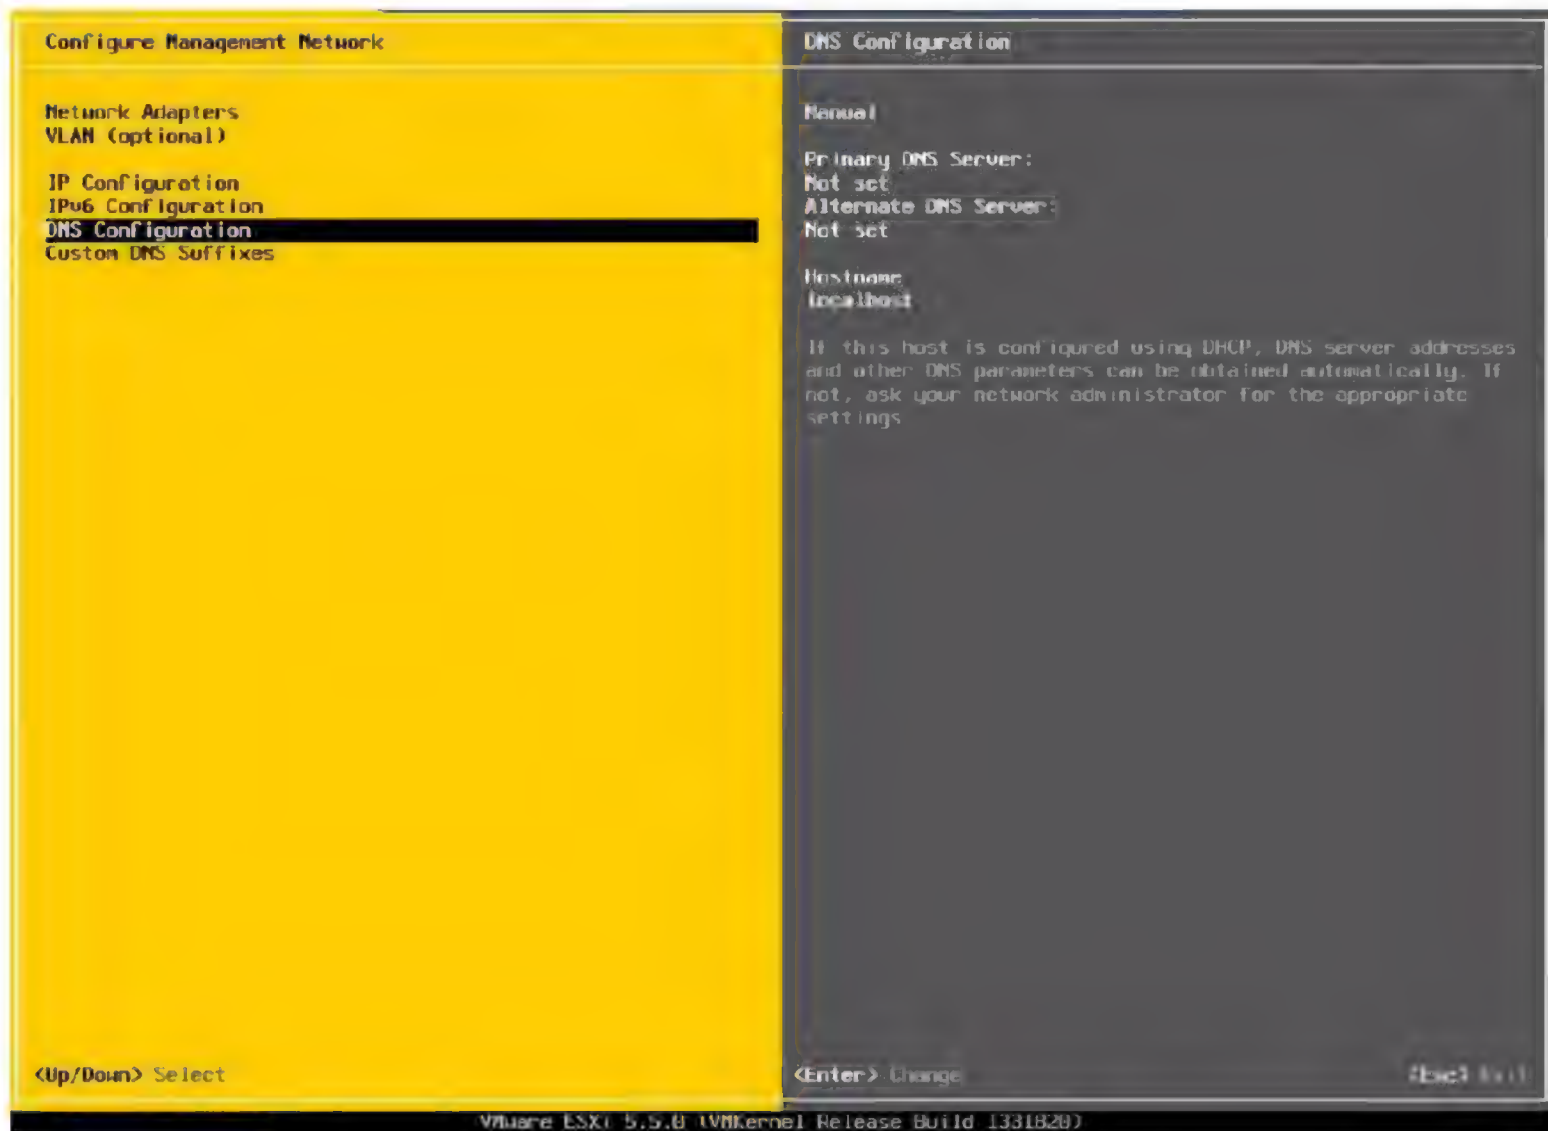 Configure Management Network
Network Adapters
VLAN (optional)
IP Configuration
IPv6 Configuration
DNS Configuration
Custom DNS Suffixes
<Up/Down> Select
DNS Configuration
Manual
Primary DNS Server:
Not set
Alternate DNS Server:
Not set
Hostname
localhost
If this host is configured using DHCP, DNS server addresses
and other DNS parameters can be obtained automatically. If
not, ask your network administrator for the appropriate
settings
<Enter> Change
<Esc> Exit
VMware ESXi 5.5.0 (VMKernel Release Build 1331820)